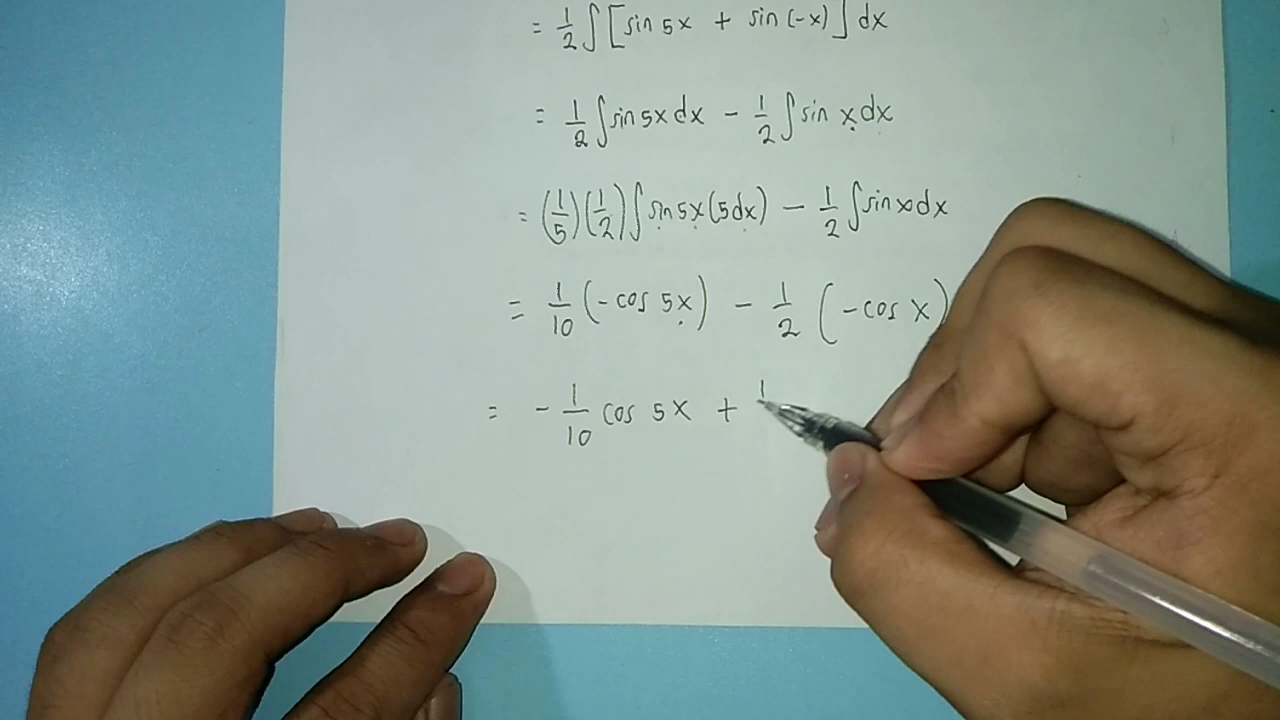 = 1/2 ∫ [sin 5x + sin (-x)] dx
= 1/2 ∫ sin 5x dx - 1/2 ∫ sin x dx
= (1/5)(1/2) ∫ sin 5x (5dx) - 1/2 ∫ sin x dx
= 1/10 (-cos 5x) - 1/2 (-cos x)
= - 1/10 cos 5x + 1